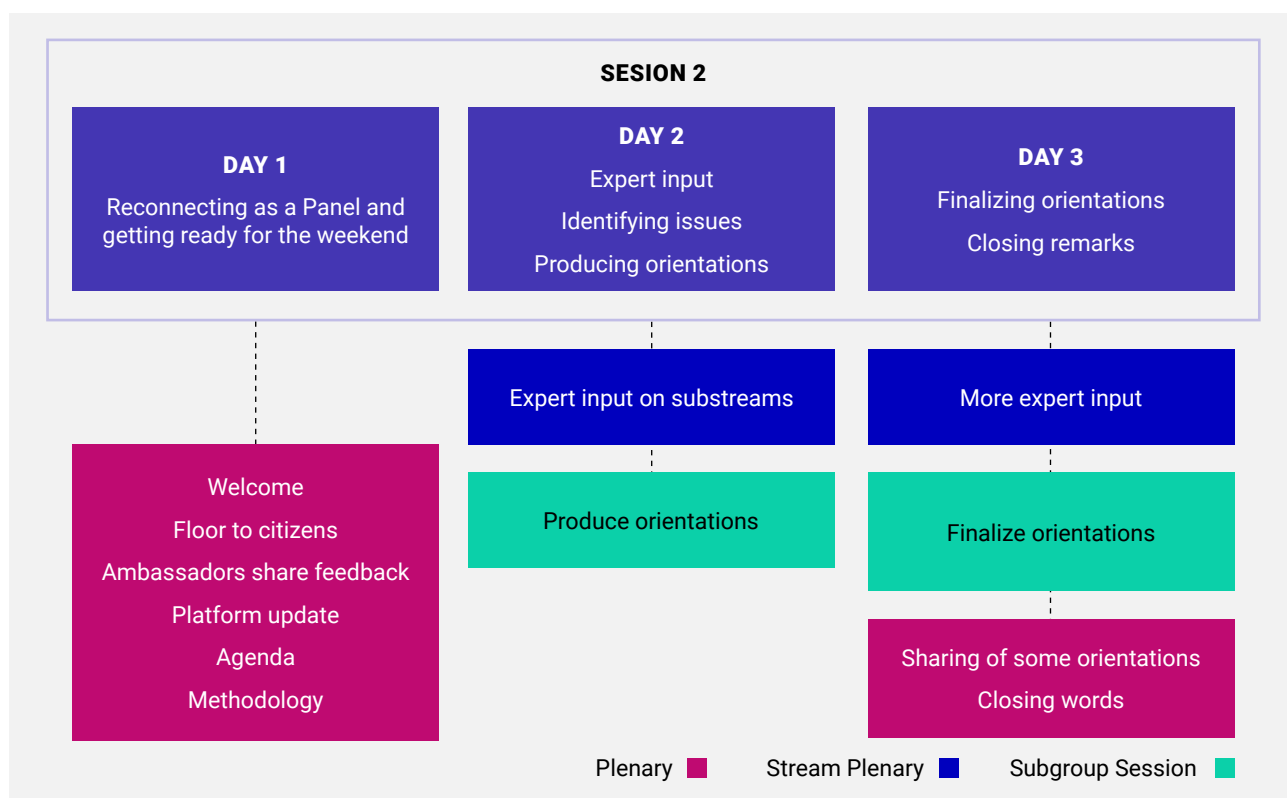 SESION 2
DAY 1
Reconnecting as a Panel and
getting ready for the weekend
DAY 2
Expert input
Identifying issues
Producing orientations
DAY 3
Finalizing orientations
Closing remarks
Expert input on substreams
More expert input
Welcome
Floor to citizens
Ambassadors share feedback
Platform update
Agenda
Methodology
Produce orientations
Finalize orientations
Sharing of some orientations
Closing words
Plenary
Stream Plenary
Subgroup Session